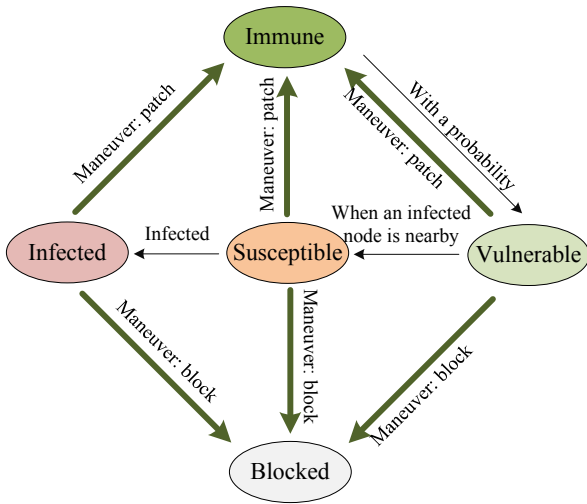 Immune
Maneuver: patch
Maneuver: patch
Maneuver: patch
With a probability
Infected
Infected
Susceptible
When an infected
node is nearby
Vulnerable
Maneuver: block
Maneuver: block
Maneuver: block
Blocked